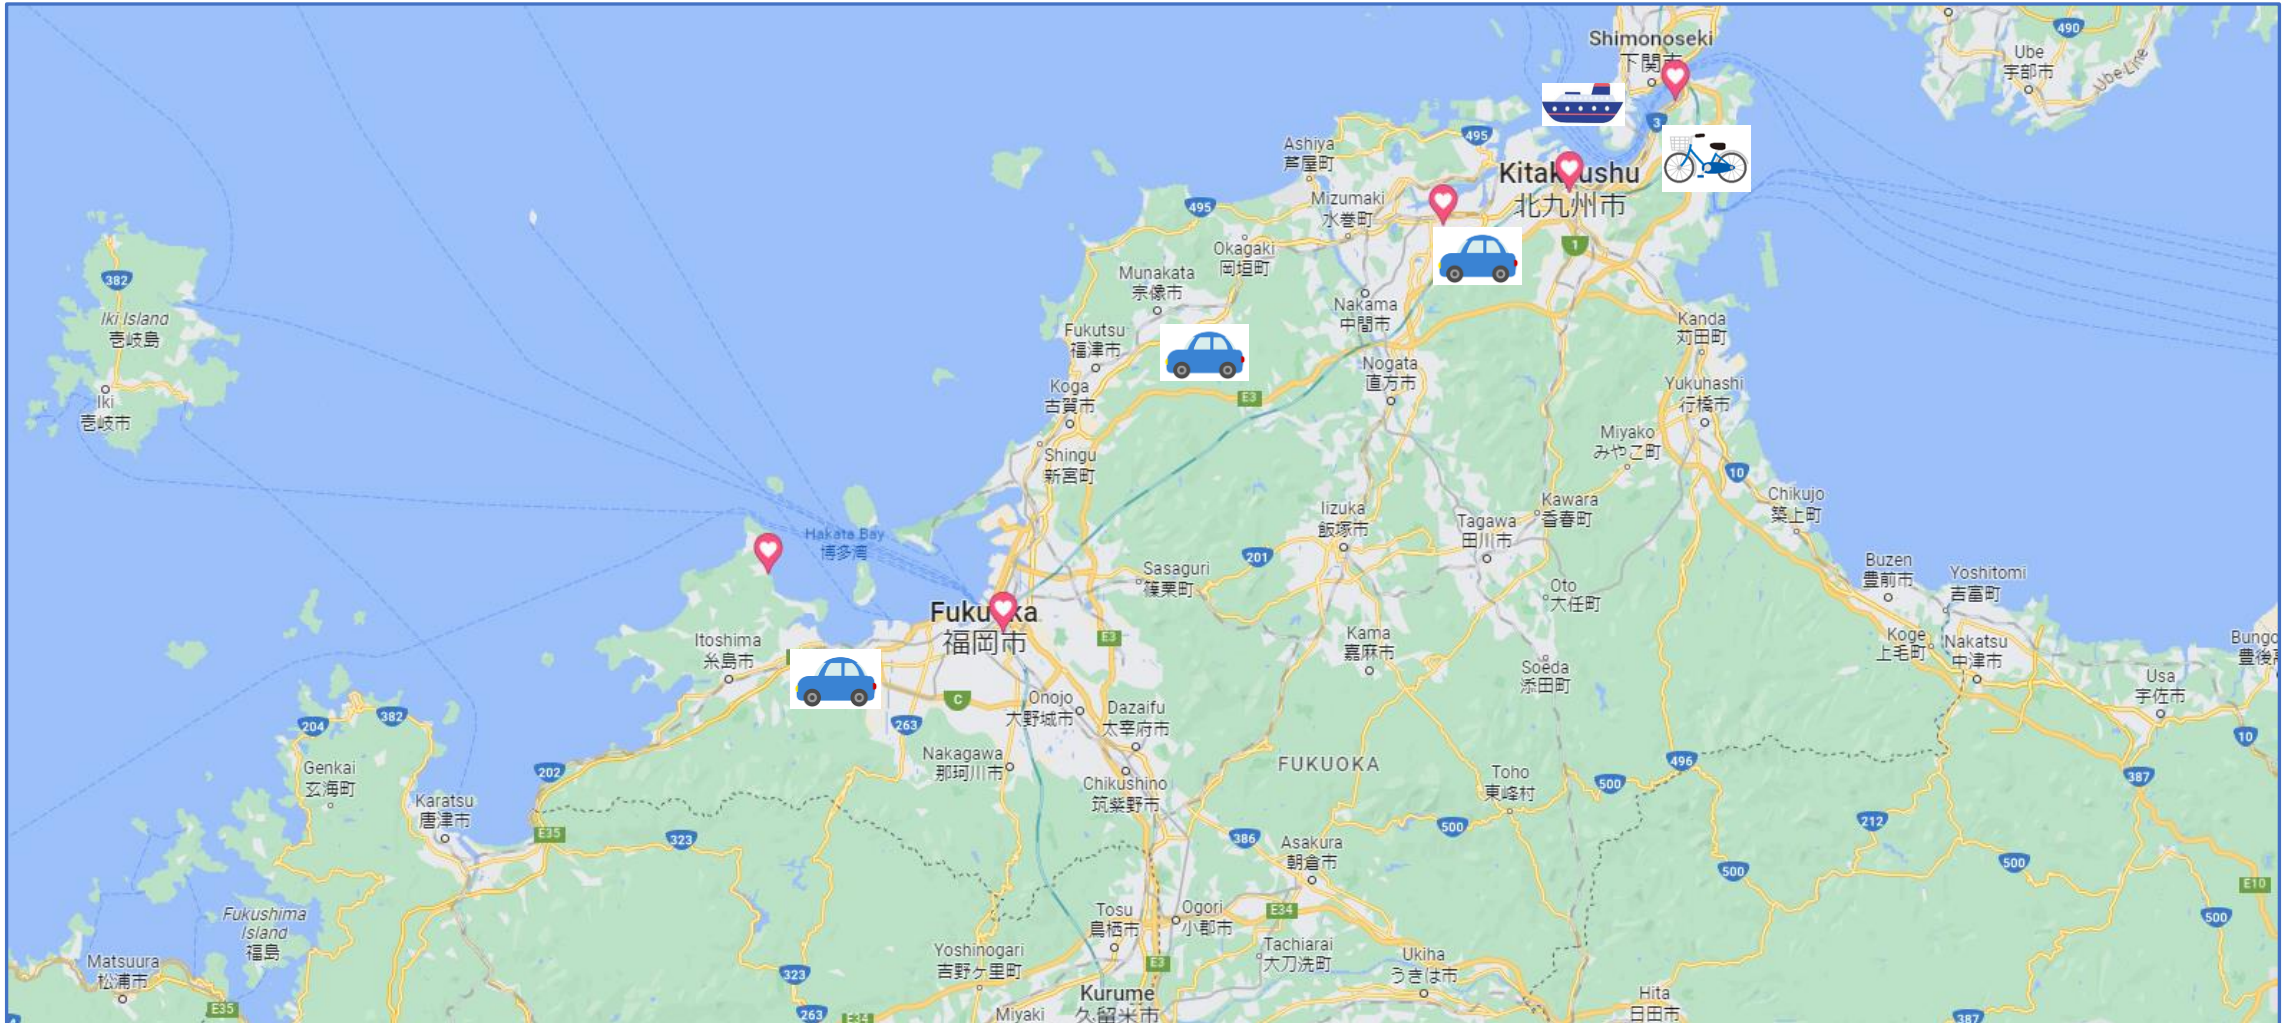 Shimonoseki
下関市
490
Ube
宇部市
Ube Line
3
495
Ashiya
芦屋町
Kitak ushu
北九州市
Mizumaki
水巻町
495
1
Okagaki
岡垣町
Munakata
宗像市
382
Iki Island
壱岐島
Nakama
中間市
Kanda
苅田町
Fukutsu
福津市
Nogata
直方市
Koga
古賀市
E3
Yukuhashi
行橋市
Iki
壱岐市
Miyako
みやこ町
Shingu
新宮町
10
Chikujo
築上町
Kawara
香春町
Iizuka
飯塚市
Tagawa
田川市
Hakata Bay
博多湾
201
Sasaguri
篠栗町
Buzen
豊前市
Yoshitomi
吉富町
Oto
大任町
Fuku ka
福岡市
E3
Itoshima
糸島市
Kama
嘉麻市
Koge
上毛町
Nakatsu
中津市
Bungo
豊後
Soeda
添田町
Usa
宇佐市
C
Onojo
大野城市
Dazaifu
太宰府市
204
382
263
10
Nakagawa
那珂川市
FUKUOKA
496
Genkai
玄海町
202
Chikushino
筑紫野市
Toho
東峰村
500
387
Karatsu
唐津市
E35
323
386
500
212
Asakura
朝倉市
500
500
E10
Fukushima
Island
福島
Tosu
鳥栖市
Ogori
小郡市
E34
500
Yoshinogari
吉野ヶ里町
Tachiarai
大刀洗町
Ukiha
うきは市
Matsuura
松浦市
323
E3
E35
Kurume
久留米市
Hita
日田市
263
E34
Miyaki
387